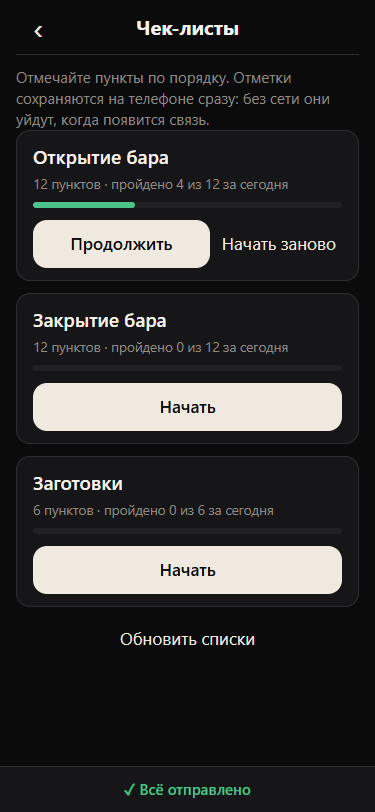 ‹
Чек-листы
Отмечайте пункты по порядку. Отметки
сохраняются на телефоне сразу: без сети они
уйдут, когда появится связь.
Открытие бара
12 пунктов · пройдено 4 из 12 за сегодня
Продолжить
Начать заново
Закрытие бара
12 пунктов · пройдено 0 из 12 за сегодня
Начать
Заготовки
6 пунктов · пройдено 0 из 6 за сегодня
Начать
Обновить списки
✓ Всё отправлено